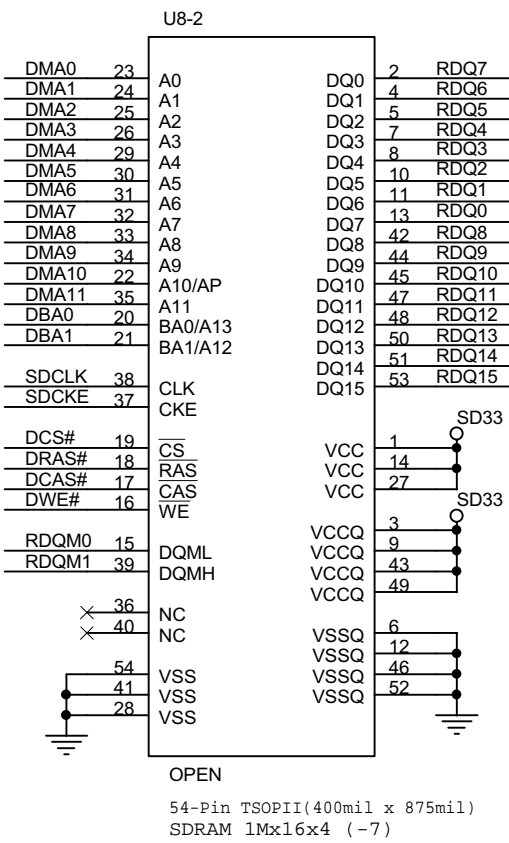 U8-2
DMA0 23 A0 DQ0 2 RDQ7
DMA1 24 A1 DQ1 4 RDQ6
DMA2 25 A2 DQ2 5 RDQ5
DMA3 26 A3 DQ3 7 RDQ4
DMA4 29 A4 DQ4 8 RDQ3
DMA5 30 A5 DQ5 10 RDQ2
DMA6 31 A6 DQ6 11 RDQ1
DMA7 32 A7 DQ7 13 RDQ0
DMA8 33 A8 DQ8 42 RDQ8
DMA9 34 A9 DQ9 44 RDQ9
DMA10 22 A10/AP DQ10 45 RDQ10
DMA11 35 A11 DQ11 47 RDQ11
DBA0 20 BA0/A13 DQ12 48 RDQ12
DBA1 21 BA1/A12 DQ13 50 RDQ13
DQ14 51 RDQ14
SDCLK 38 CLK DQ15 53 RDQ15
SDCKE 37 CKE
SD33
DCS# 19 CS VCC 1
DRAS# 18 RAS VCC 14
DCAS# 17 CAS VCC 27
DWE# 16 WE
SD33
VCCQ 3
RDQM0 15 DQML VCCQ 9
RDQM1 39 DQMH VCCQ 43
VCCQ 49
36 NC
40 NC VSSQ 6
VSSQ 12
54 VSS VSSQ 46
41 VSS VSSQ 52
28 VSS
OPEN
54-Pin TSOPII(400mil x 875mil)
SDRAM 1Mx16x4 (-7)